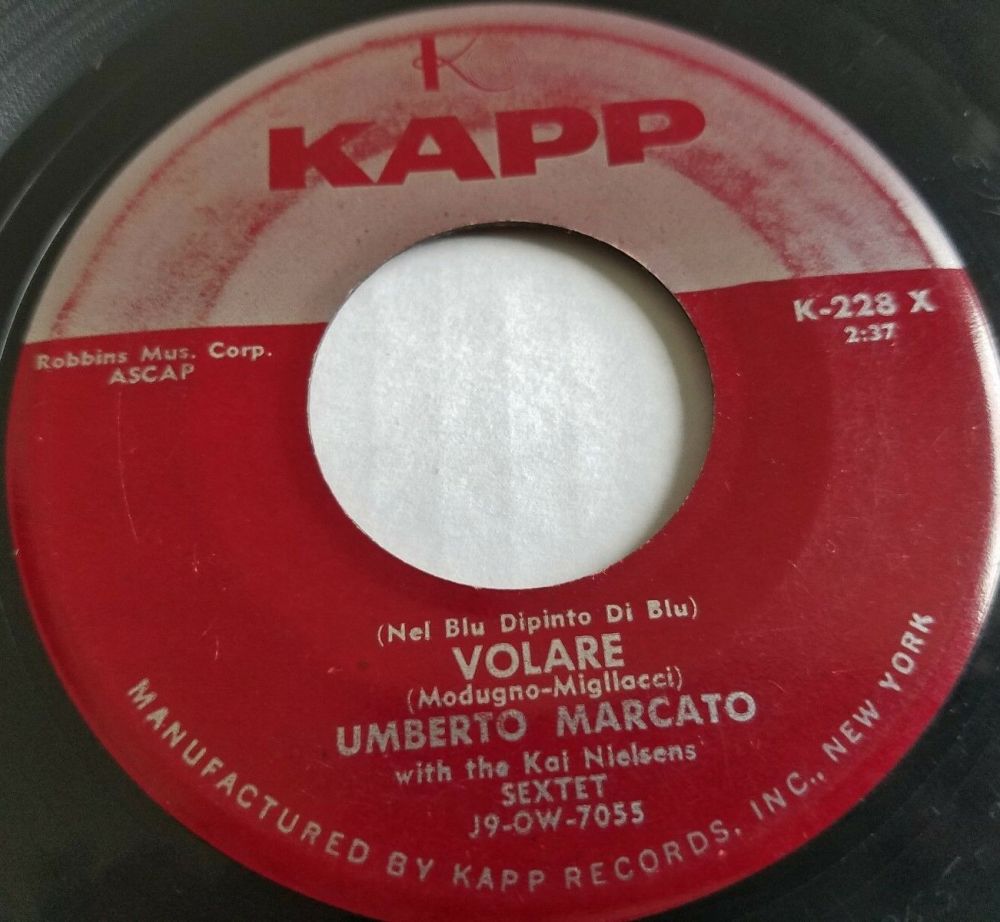 K
KAPP
K-228 X
2:37
Robbins Mus. Corp.
ASCAP
(Nel Blu Dipinto Di Blu)
VOLARE
(Modugno-Migliacci)
UMBERTO MARCATO
with the Kai Nielsens
SEXTET
J9-OW-7055
MANUFACTURED BY KAPP RECORDS, INC., NEW YORK